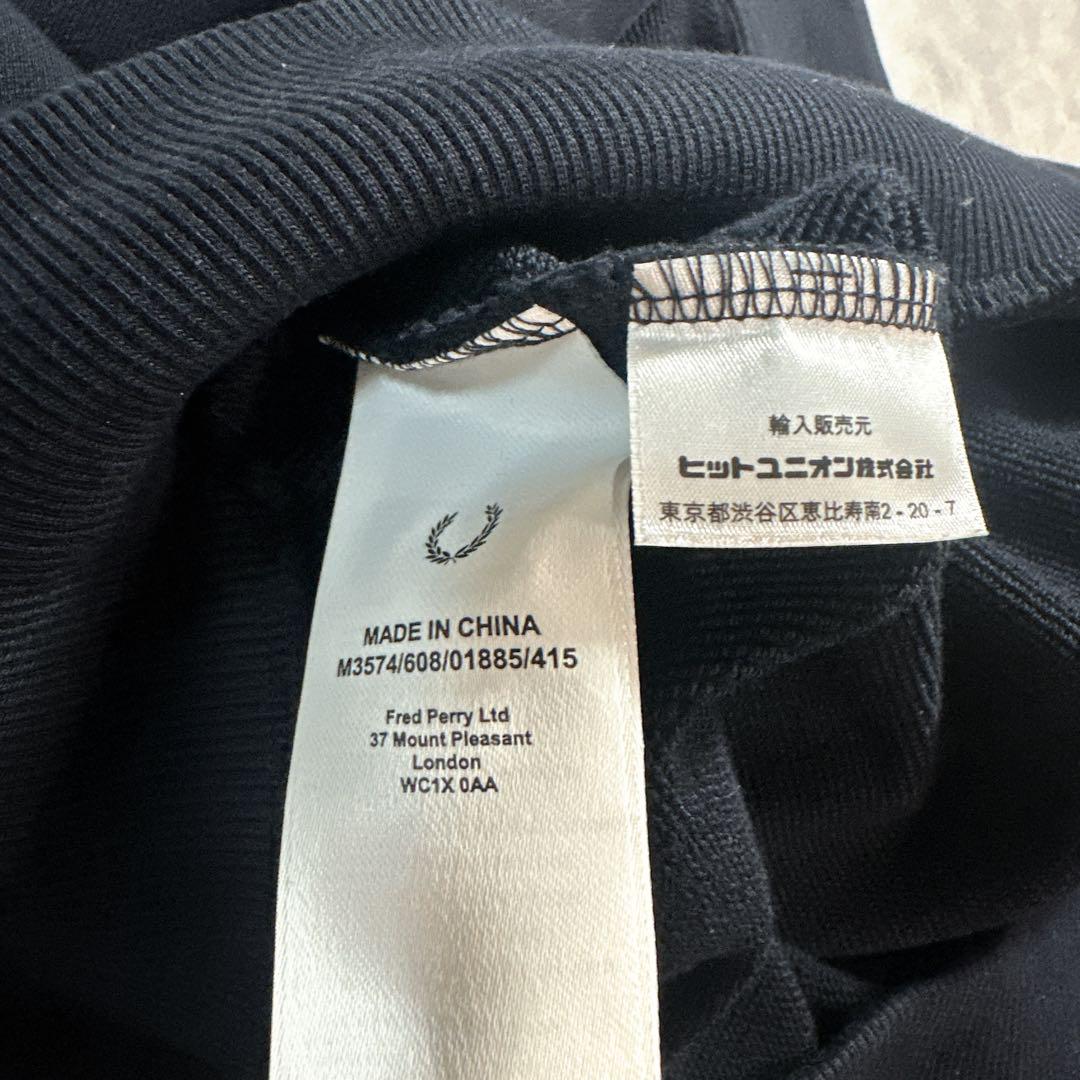 輸入販売元
ヒットユニオン株式会社
東京都渋谷区恵比寿南2-20-7
MADE IN CHINA
M3574/608/01885/415
Fred Perry Ltd
37 Mount Pleasant
London
WC1X 0AA